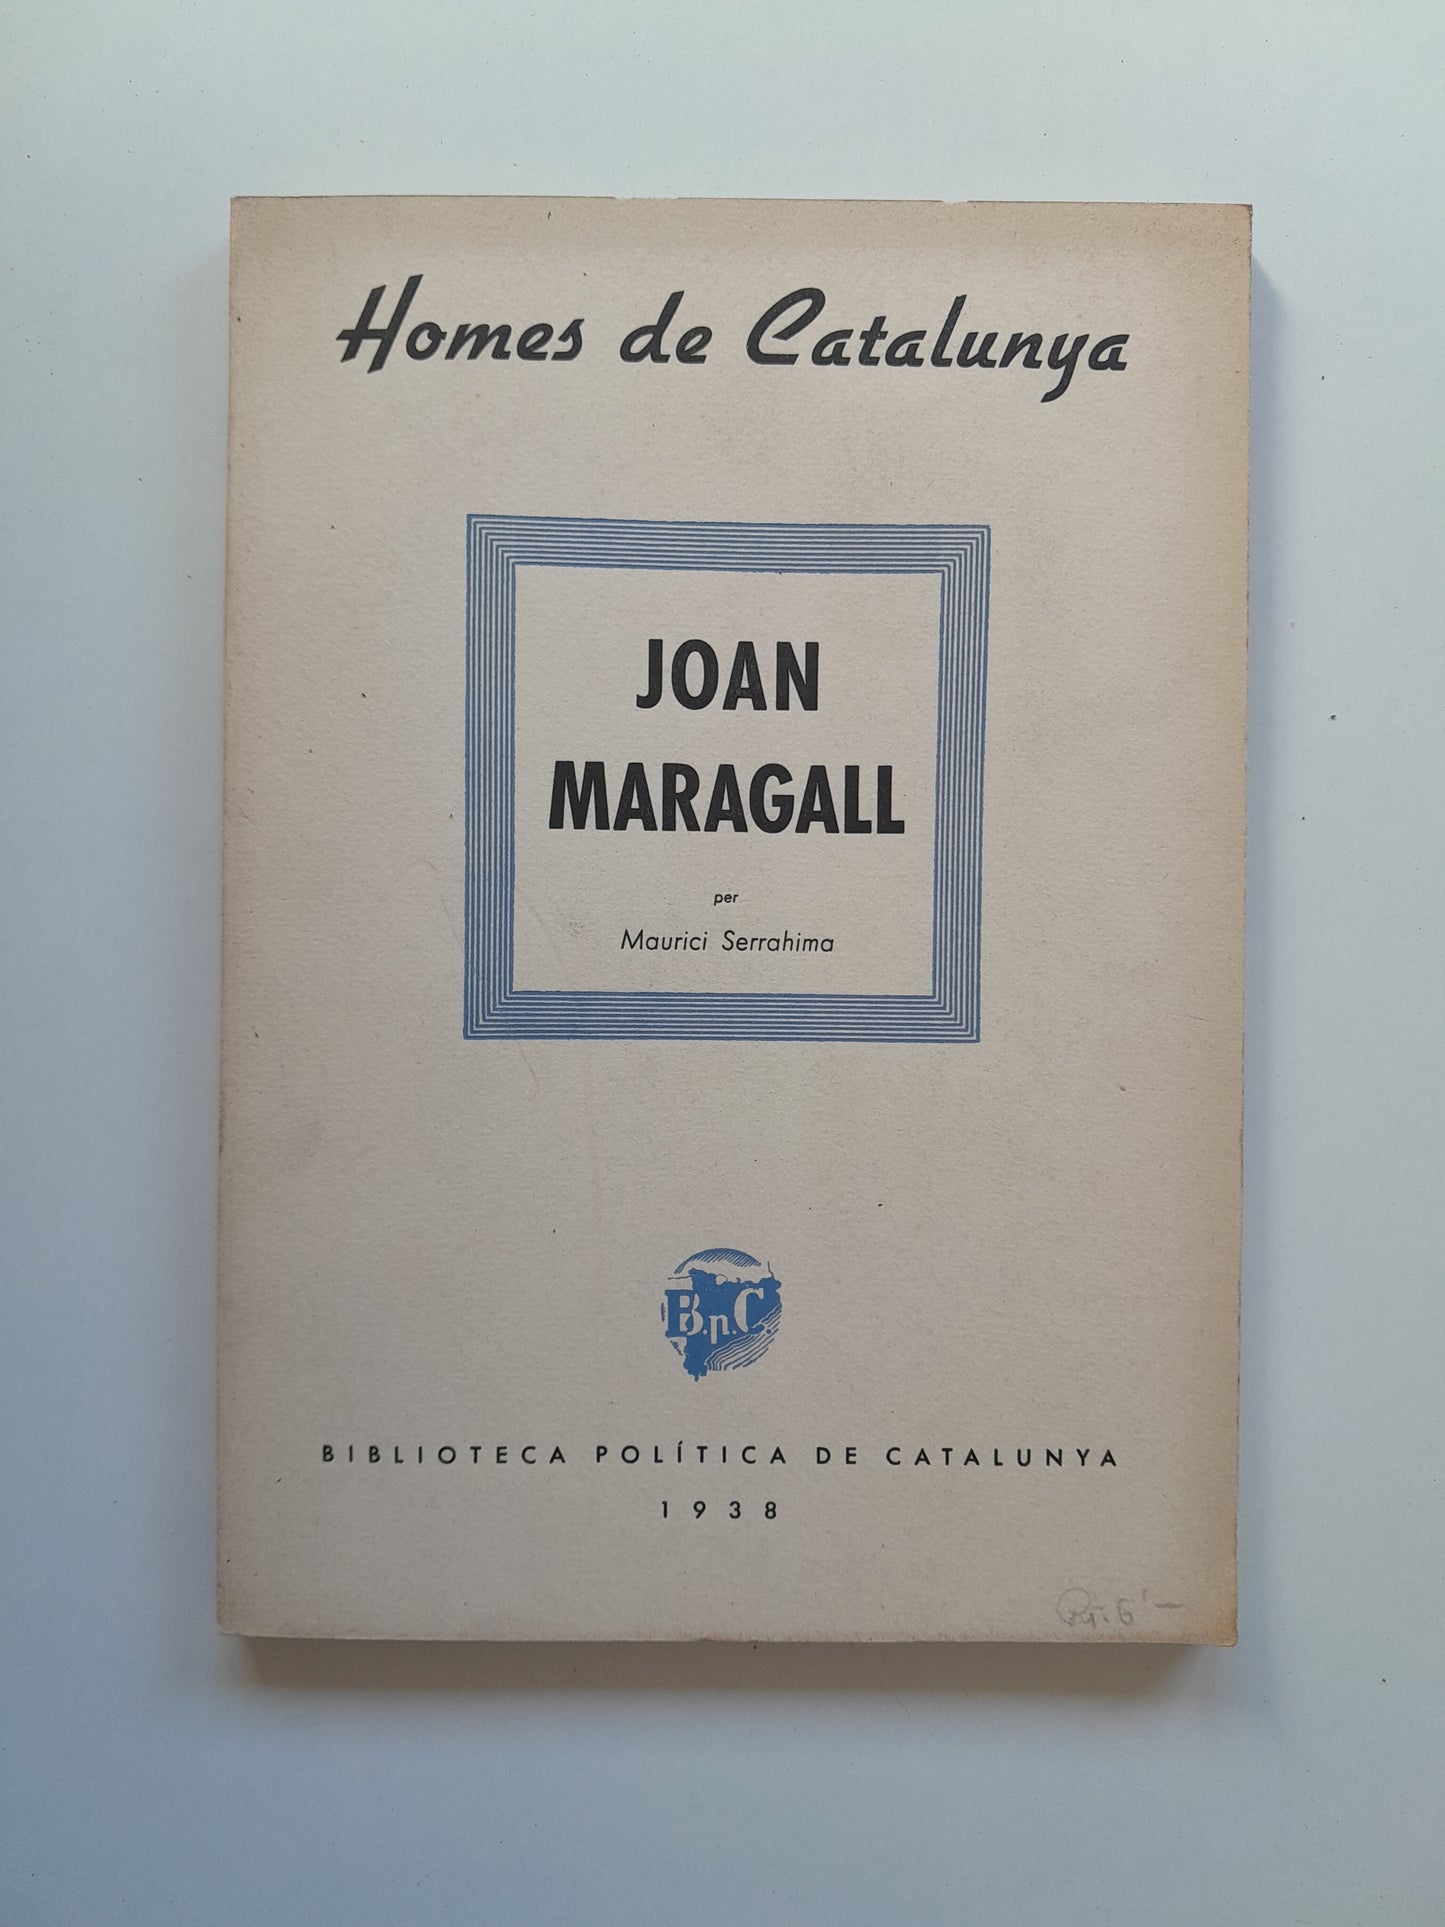 Homes de Catalunya
JOAN
MARAGALL
per
Maurici Serrahima
B.n.C.
BIBLIOTECA POLÍTICA DE CATALUNYA
1938